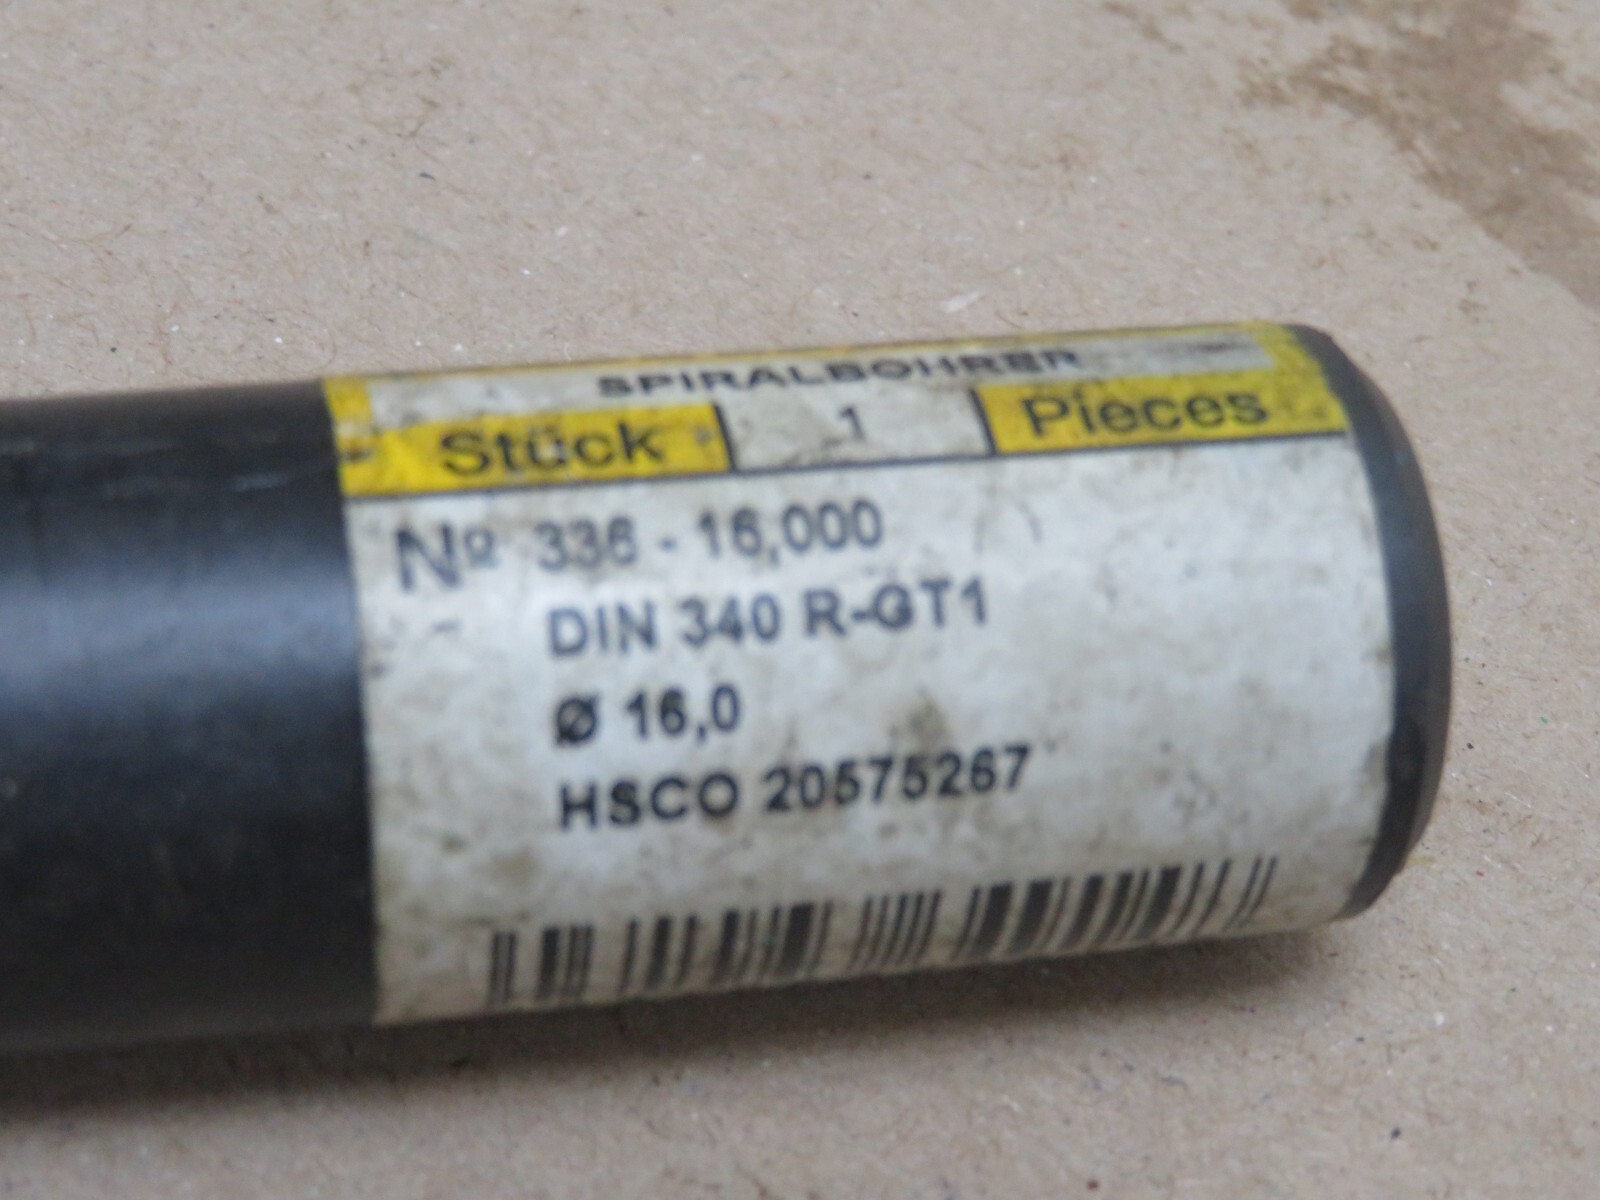 SPIRALBOHRER
Stück 1 Pieces
Nº 336 - 16,000
DIN 340 R-GT1
Ø 16,0
HSCO 20575267